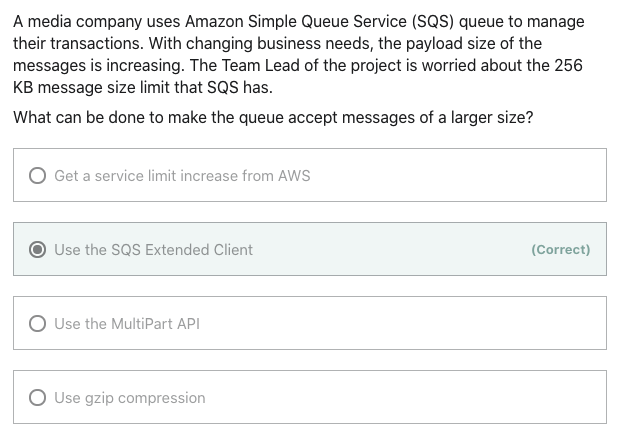 A media company uses Amazon Simple Queue Service (SQS) queue to manage
their transactions. With changing business needs, the payload size of the
messages is increasing. The Team Lead of the project is worried about the 256
KB message size limit that SQS has.
What can be done to make the queue accept messages of a larger size?
Get a service limit increase from AWS
Use the SQS Extended Client (Correct)
Use the MultiPart API
Use gzip compression